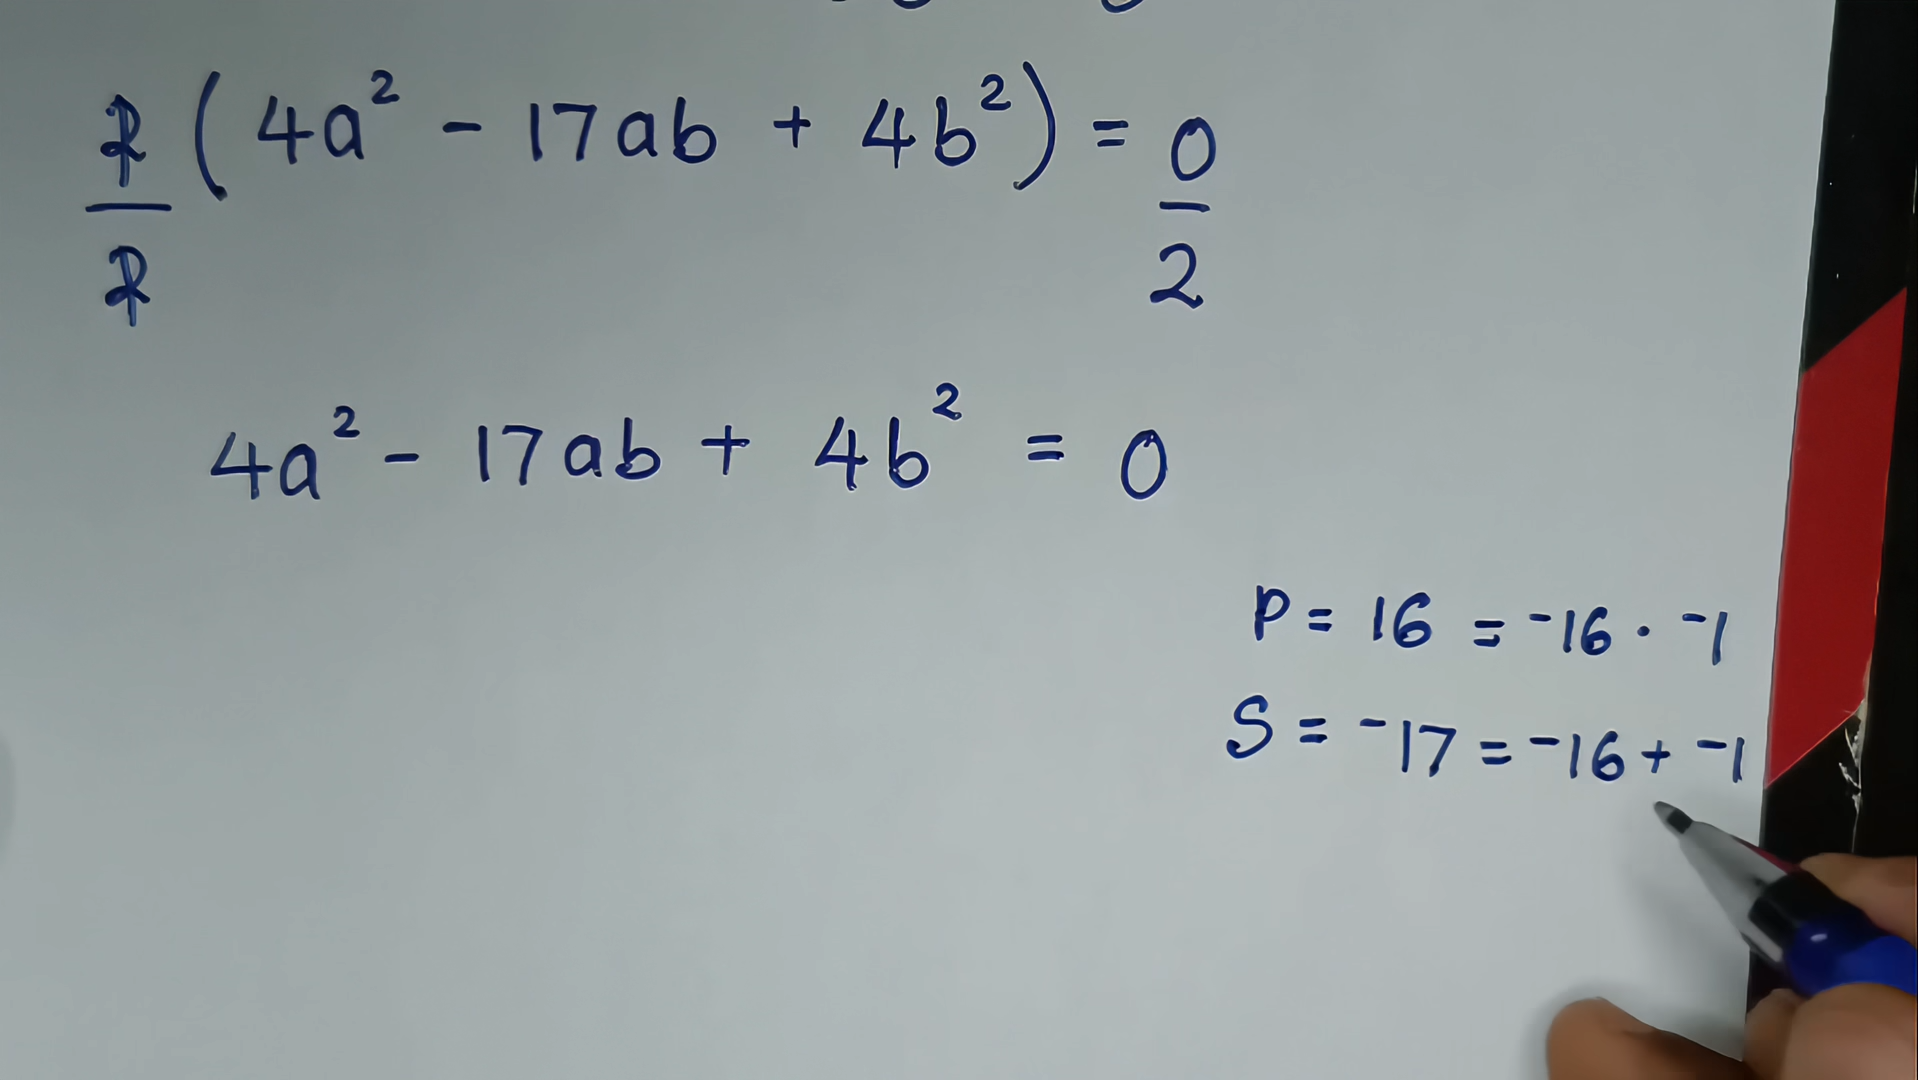 2/2 (4a² - 17ab + 4b²) = 0/2
4a² - 17ab + 4b² = 0
P = 16 = -16 · -1
S = -17 = -16 + -1